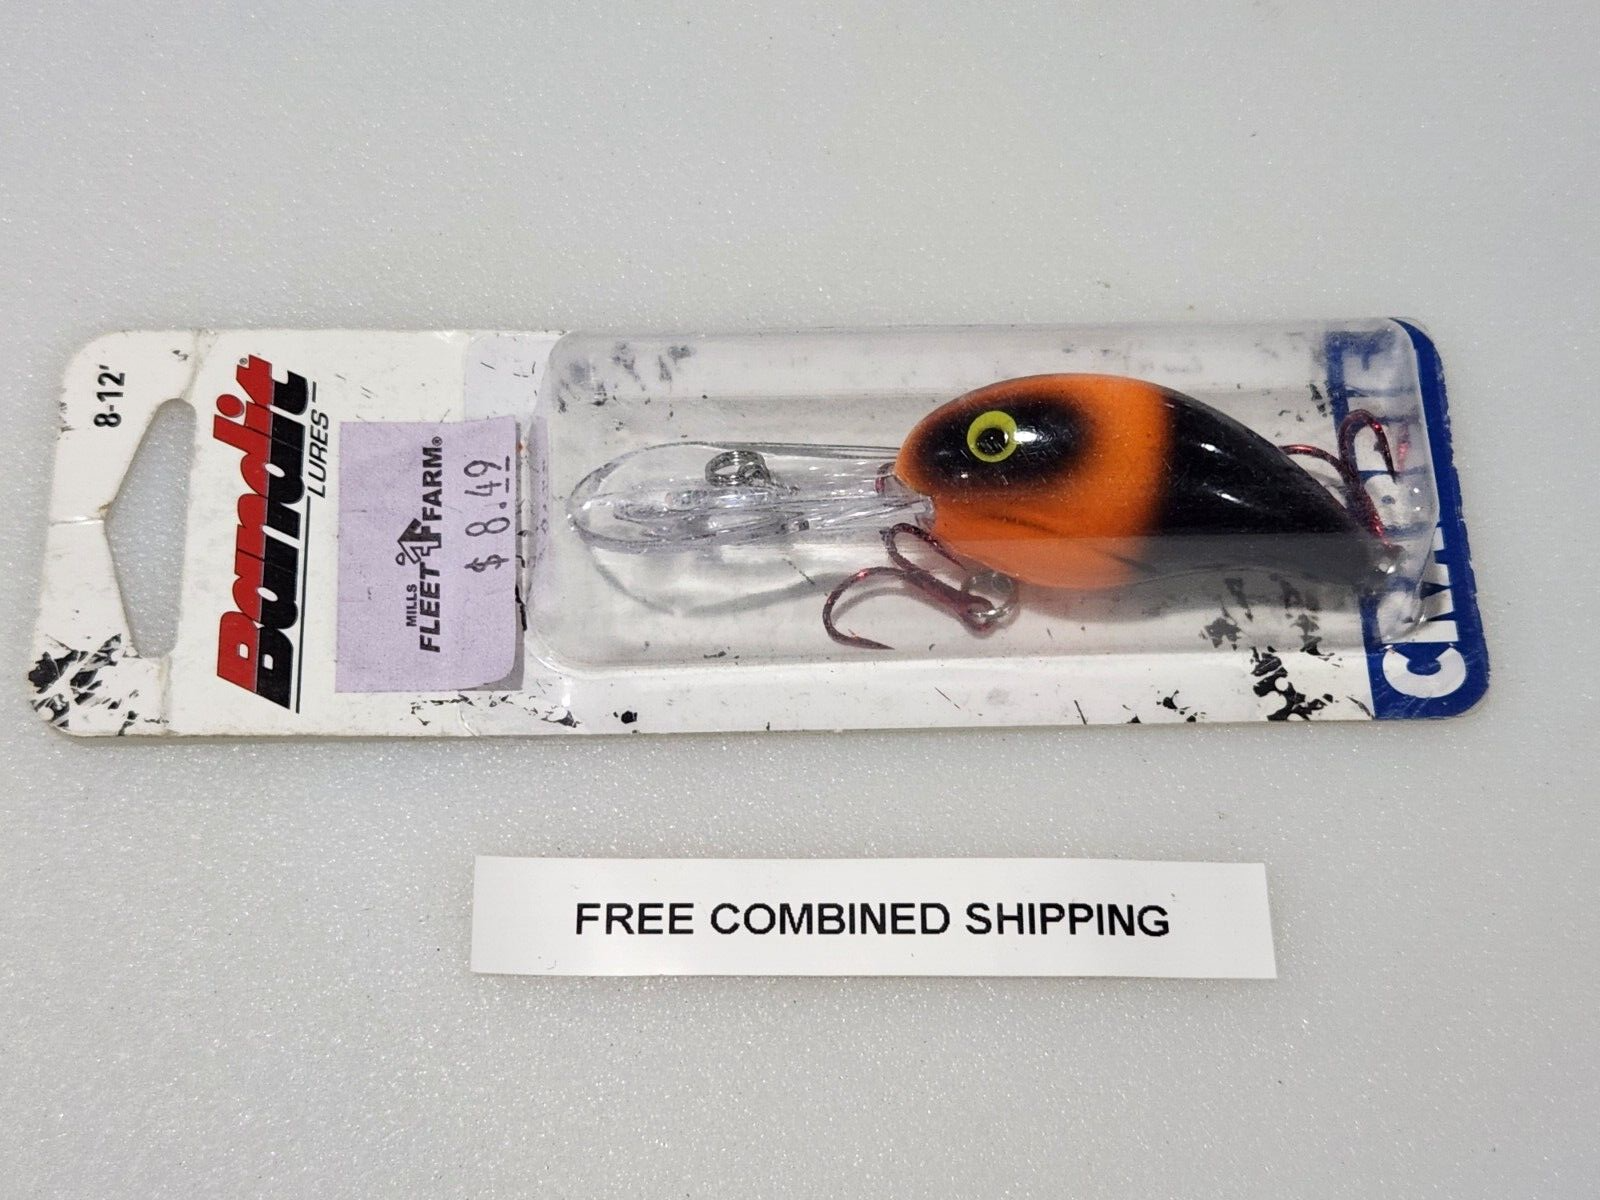 8-12'
Bandit®
LURES
MILLS
FLEET FARM®
$ 8.49
FREE COMBINED SHIPPING